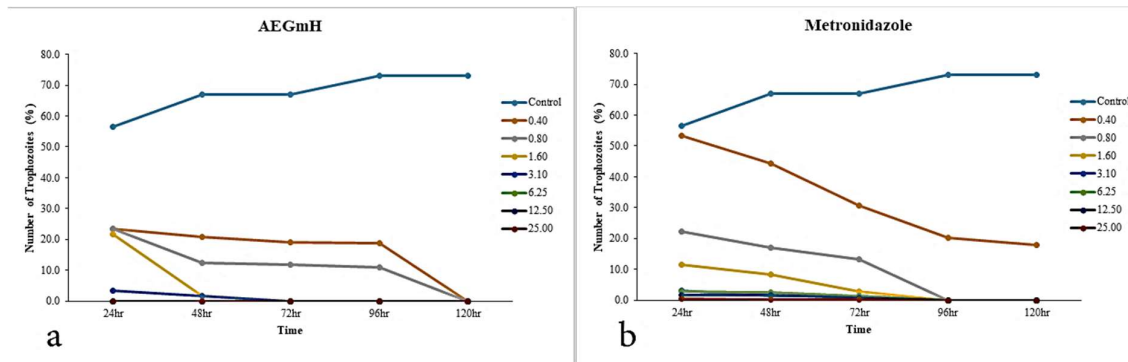 AEGmH
80.0
70.0
60.0
50.0
40.0
30.0
20.0
10.0
0.0
Number of Trophozoites (%)
24hr 48hr 72hr 96hr 120hr
Time
Control
0.40
0.80
1.60
3.10
6.25
12.50
25.00
a
Metronidazole
80.0
70.0
60.0
50.0
40.0
30.0
20.0
10.0
0.0
Number of Trophozoites (%)
24hr 48hr 72hr 96hr 120hr
Time
Control
0.40
0.80
1.60
3.10
6.25
12.50
25.00
b